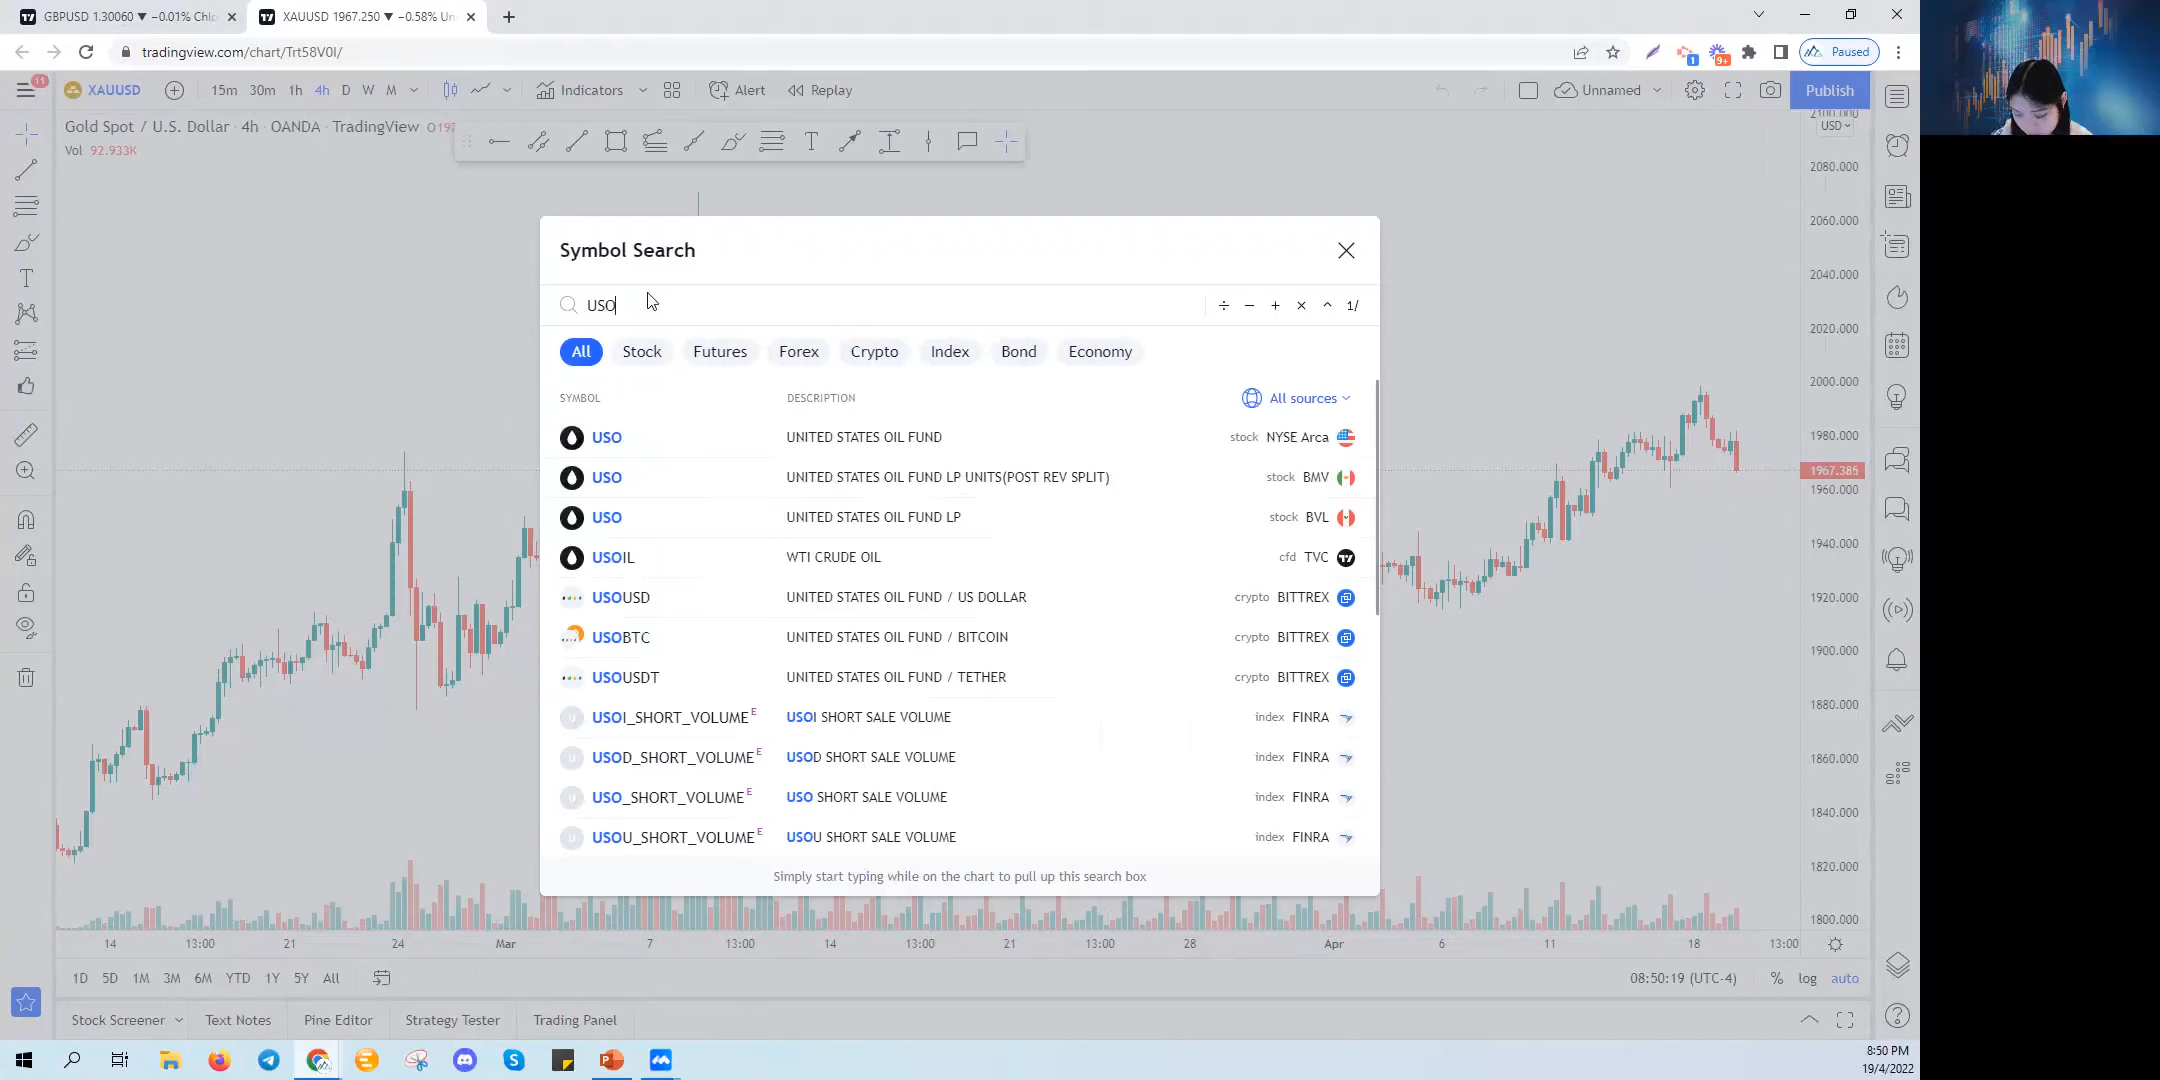 GBPUSD 1.30060 ▼ −0.01% Chl
XAUUSD 1967.250 ▼ −0.58% Un
tradingview.com/chart/Trt58V0I/
1
9+
Paused
11
XAUUSD
15m 30m 1h 4h D W M
Indicators
Alert
Replay
Unnamed
Publish
Gold Spot / U.S. Dollar · 4h · OANDA · TradingView O197
Vol 92.933K
USD
2100.000
2080.000
2060.000
2040.000
2020.000
2000.000
1980.000
1967.385
1960.000
1940.000
1920.000
1900.000
1880.000
1860.000
1840.000
1820.000
1800.000
Symbol Search
USO
÷ − + × ^ 1/
All Stock Futures Forex Crypto Index Bond Economy
SYMBOL DESCRIPTION All sources
USO UNITED STATES OIL FUND stock NYSE Arca
USO UNITED STATES OIL FUND LP UNITS(POST REV SPLIT) stock BMV
USO UNITED STATES OIL FUND LP stock BVL
USOIL WTI CRUDE OIL cfd TVC
USOUSD UNITED STATES OIL FUND / US DOLLAR crypto BITTREX
USOBTC UNITED STATES OIL FUND / BITCOIN crypto BITTREX
USOUSDT UNITED STATES OIL FUND / TETHER crypto BITTREX
USOI_SHORT_VOLUME E USOI SHORT SALE VOLUME index FINRA
USOD_SHORT_VOLUME E USOD SHORT SALE VOLUME index FINRA
USO_SHORT_VOLUME E USO SHORT SALE VOLUME index FINRA
USOU_SHORT_VOLUME E USOU SHORT SALE VOLUME index FINRA
Simply start typing while on the chart to pull up this search box
14 13:00 21 24 Mar 7 13:00 14 13:00 21 13:00 28 Apr 6 11 18 13:00
1D 5D 1M 3M 6M YTD 1Y 5Y All
08:50:19 (UTC-4) % log auto
Stock Screener Text Notes Pine Editor Strategy Tester Trading Panel
8:50 PM
19/4/2022